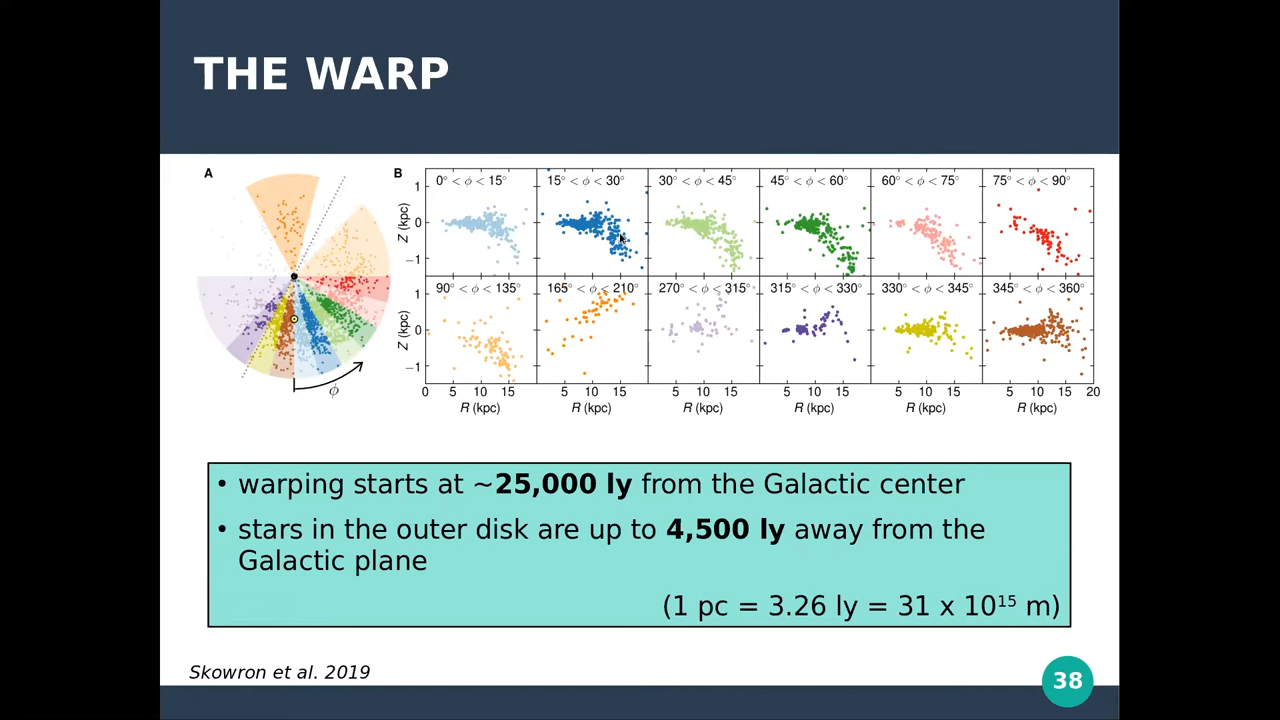 THE WARP
A
B
0° < ϕ < 15°
15° < ϕ < 30°
30° < ϕ < 45°
45° < ϕ < 60°
60° < ϕ < 75°
75° < ϕ < 90°
1
0
−1
Z (kpc)
90° < ϕ < 135°
165° < ϕ < 210°
270° < ϕ < 315°
315° < ϕ < 330°
330° < ϕ < 345°
345° < ϕ < 360°
1
0
−1
Z (kpc)
ϕ
0 5 10 15 5 10 15 5 10 15 5 10 15 5 10 15 5 10 15 20
R (kpc) R (kpc) R (kpc) R (kpc) R (kpc) R (kpc)
• warping starts at ~25,000 ly from the Galactic center
• stars in the outer disk are up to 4,500 ly away from the
Galactic plane
(1 pc = 3.26 ly = 31 x 10¹⁵ m)
Skowron et al. 2019
38